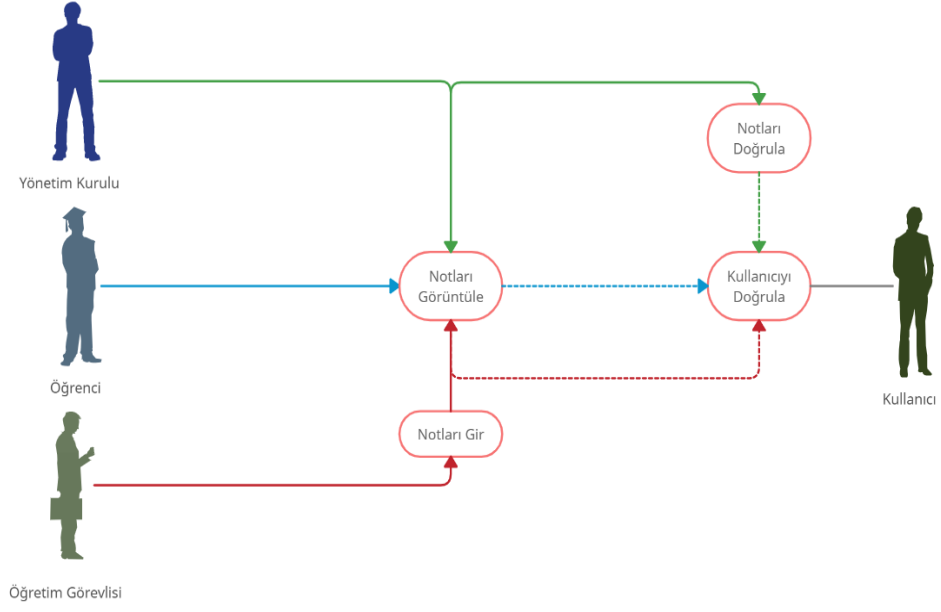 Notları
Doğrula
Yönetim Kurulu
Notları
Görüntüle
Kullanıcıyı
Doğrula
Öğrenci
Kullanıcı
Notları Gir
Öğretim Görevlisi